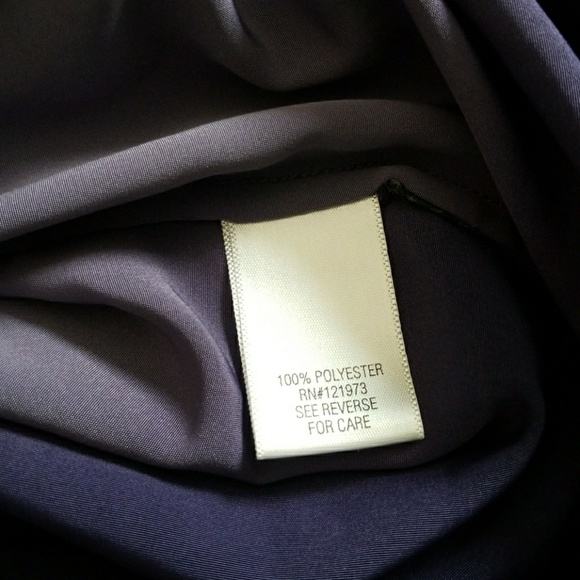 100% POLYESTER
RN#121973
SEE REVERSE
FOR CARE